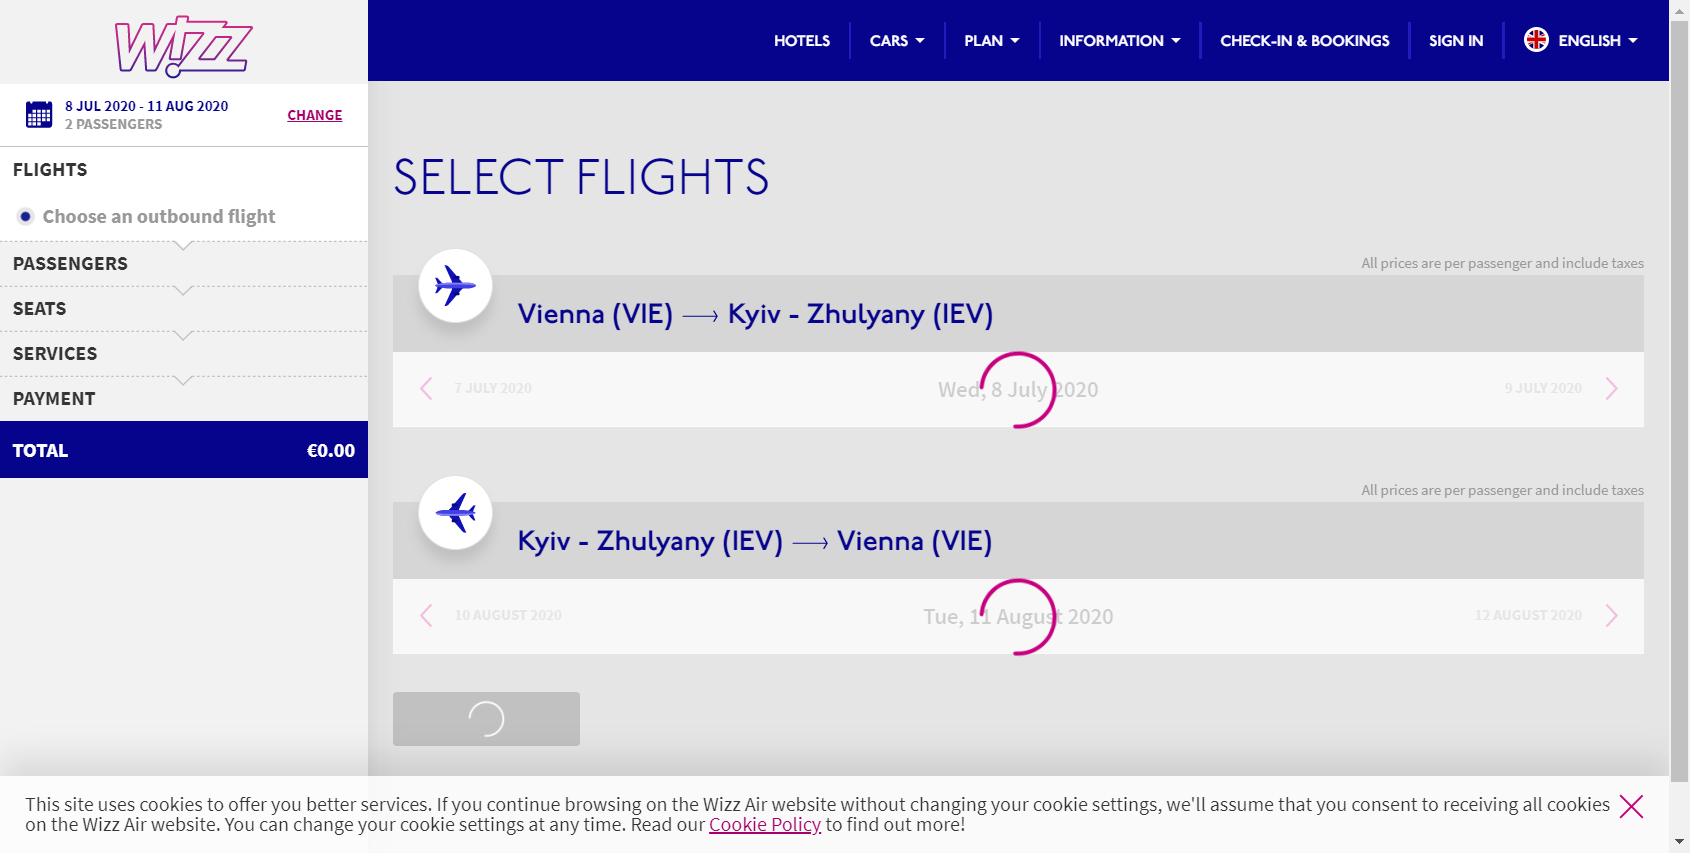 WIZZ
HOTELS
CARS
PLAN
INFORMATION
CHECK-IN & BOOKINGS
SIGN IN
ENGLISH
8 JUL 2020 - 11 AUG 2020
2 PASSENGERS
CHANGE
FLIGHTS
Choose an outbound flight
PASSENGERS
SEATS
SERVICES
PAYMENT
TOTAL €0.00
SELECT FLIGHTS
All prices are per passenger and include taxes
Vienna (VIE) ⟶ Kyiv - Zhulyany (IEV)
7 JULY 2020
Wed, 8 July 2020
9 JULY 2020
All prices are per passenger and include taxes
Kyiv - Zhulyany (IEV) ⟶ Vienna (VIE)
10 AUGUST 2020
Tue, 11 August 2020
12 AUGUST 2020
This site uses cookies to offer you better services. If you continue browsing on the Wizz Air website without changing your cookie settings, we'll assume that you consent to receiving all cookies
on the Wizz Air website. You can change your cookie settings at any time. Read our Cookie Policy to find out more!